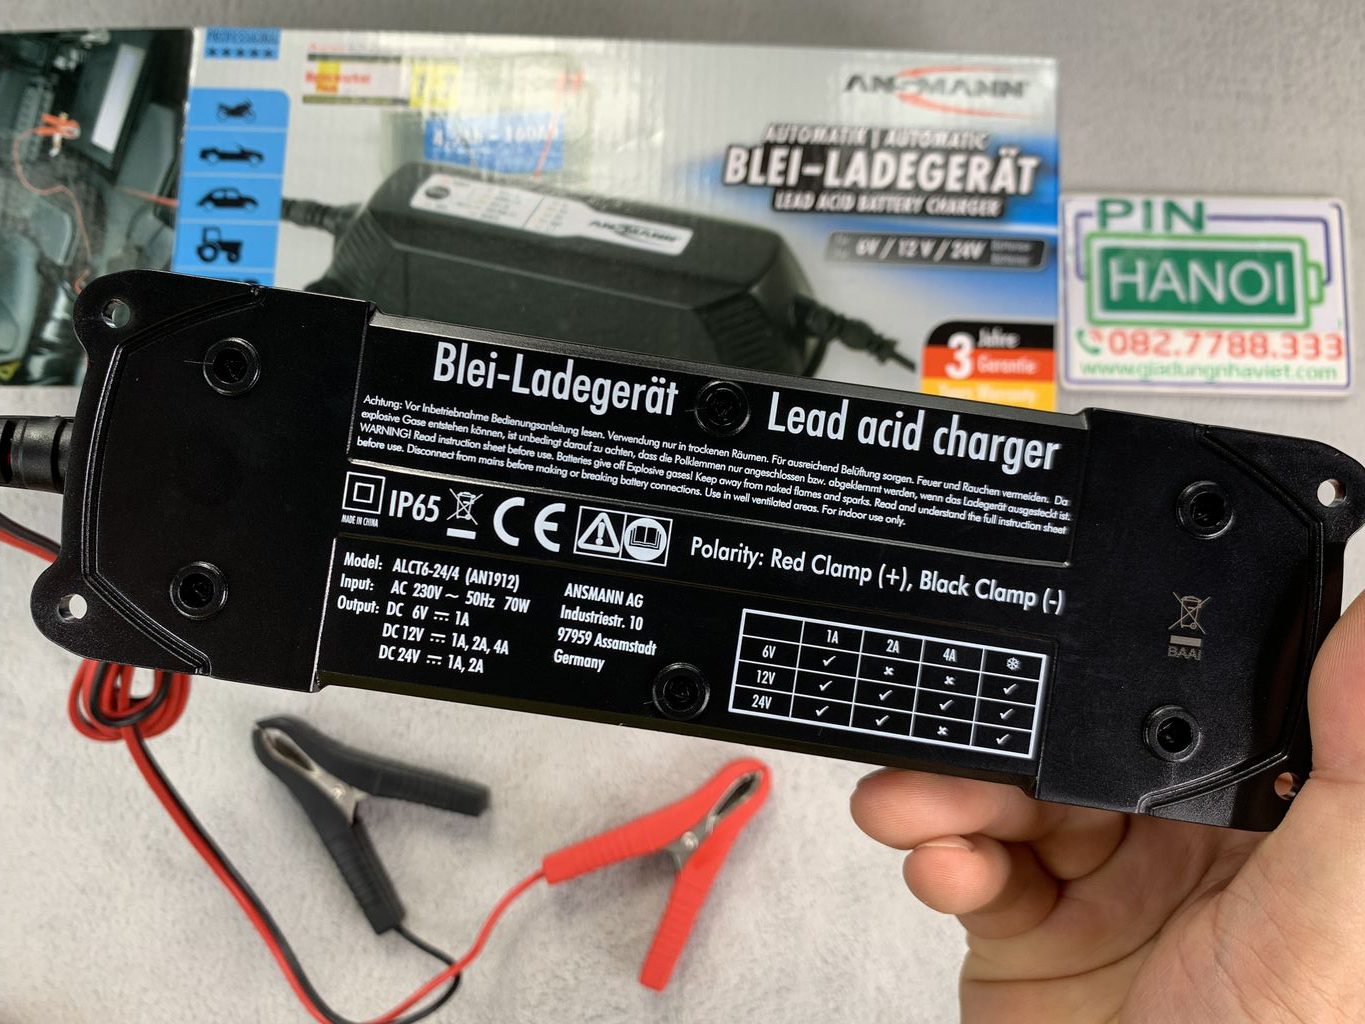 PROFESSIONAL
ANSMANN
AUTOMATIK | AUTOMATIC
BLEI-LADEGERÄT
LEAD ACID BATTERY CHARGER
6V / 12V / 24V
ANSMANN
3 Jahre
Garantie
PIN
HANOI
082.7788.333
www.giadungnhaviet.com
Blei-Ladegerät
Lead acid charger
Achtung: Vor Inbetriebnahme Bedienungsanleitung lesen. Verwendung nur in trockenen Räumen. Für ausreichend Belüftung sorgen. Feuer und Rauchen vermeiden. Da
explosive Gase entstehen können, ist unbedingt darauf zu achten, dass die Polklemmen nur angeschlossen bzw. abgeklemmt werden, wenn das Ladegerät ausgesteckt ist.
WARNING! Read instruction sheet before use. Batteries give off Explosive gases! Keep away from naked flames and sparks. Read and understand the full instruction sheet
before use. Disconnect from mains before making or breaking battery connections. Use in well ventilated areas. For indoor use only.
MADE IN CHINA
IP65
CE
Polarity: Red Clamp (+), Black Clamp (-)
Model: ALCT6-24/4 (AN1912)
Input: AC 230V ~ 50Hz 70W
Output: DC 6V ⎓ 1A
DC 12V ⎓ 1A, 2A, 4A
DC 24V ⎓ 1A, 2A
ANSMANN AG
Industriestr. 10
97959 Assamstadt
Germany
1A 2A 4A ❄
6V ✓ ✗ ✗ ✓
12V ✓ ✓ ✓ ✓
24V ✓ ✓ ✗ ✓
BAAI